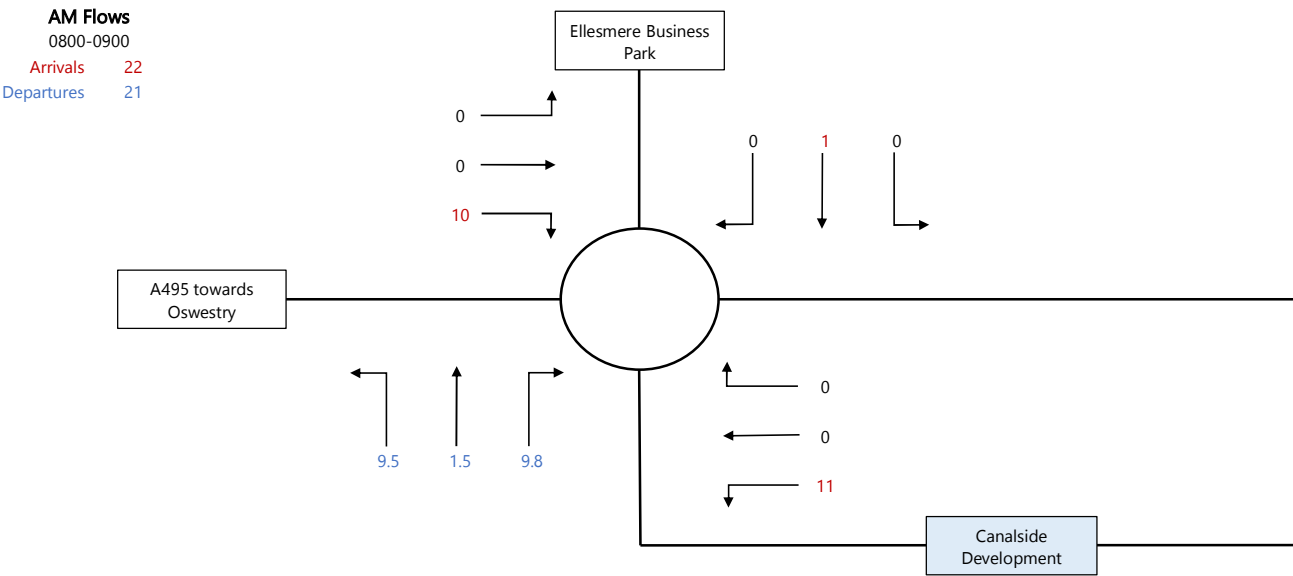 AM Flows
0800-0900
Arrivals 22
Departures 21
Ellesmere Business
Park
0
0
10
0 1 0
A495 towards
Oswestry
9.5 1.5 9.8
0
0
11
Canalside
Development